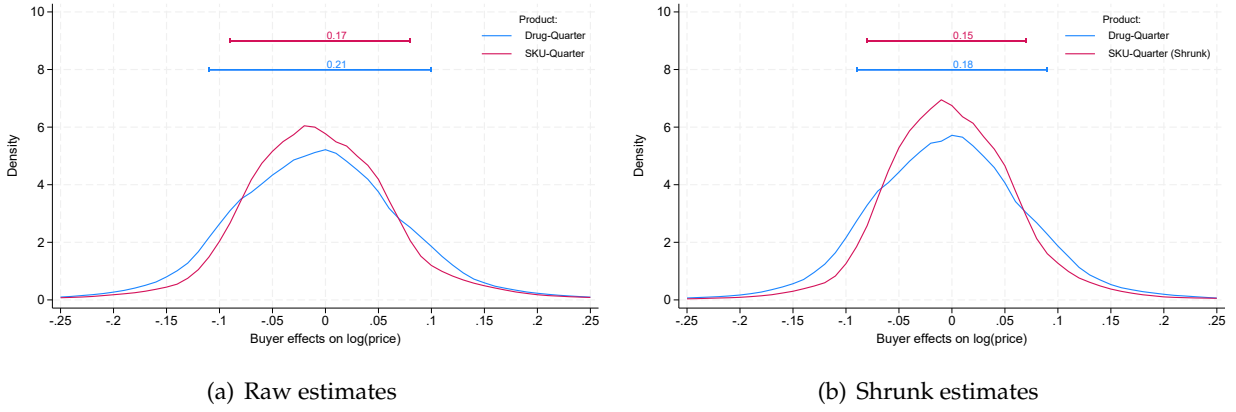 10
8
6
4
2
0
Density
Product:
Drug-Quarter
SKU-Quarter
0.17
0.21
-.25 -.2 -.15 -.1 -.05 0 .05 .1 .15 .2 .25
Buyer effects on log(price)
(a) Raw estimates
10
8
6
4
2
0
Density
Product:
Drug-Quarter
SKU-Quarter (Shrunk)
0.15
0.18
-.25 -.2 -.15 -.1 -.05 0 .05 .1 .15 .2 .25
Buyer effects on log(price)
(b) Shrunk estimates